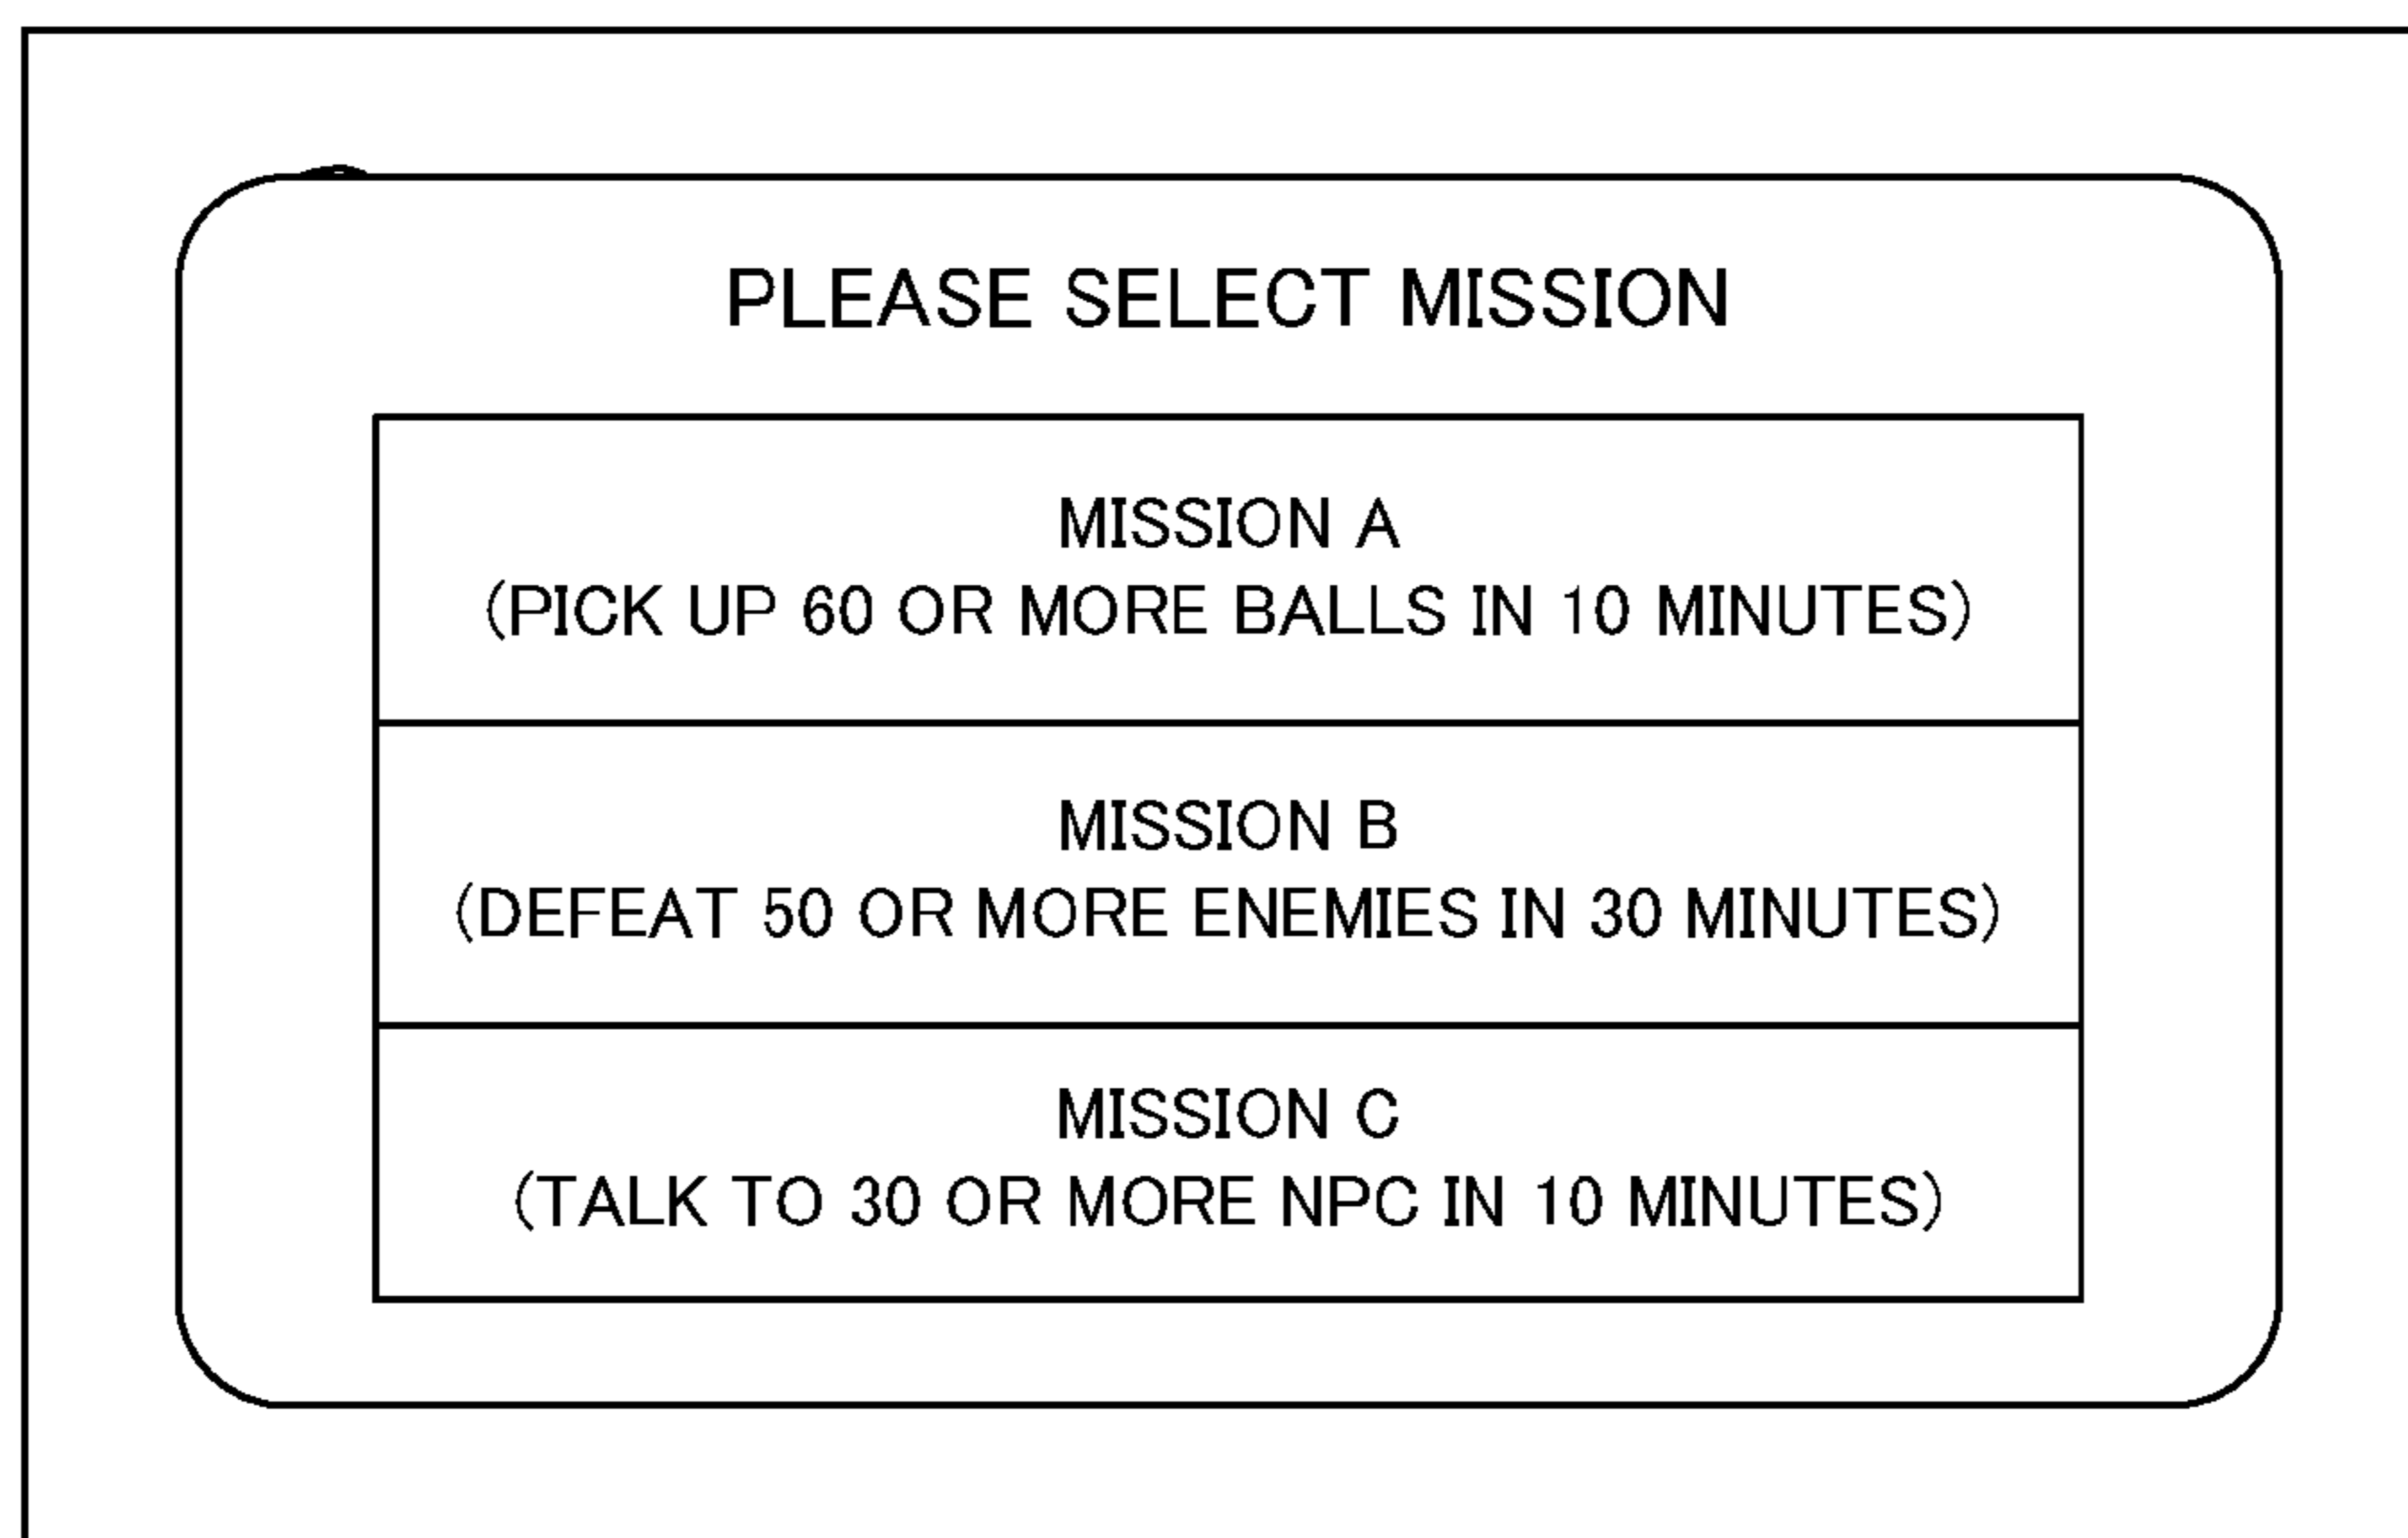 PLEASE SELECT MISSION
MISSION A
(PICK UP 60 OR MORE BALLS IN 10 MINUTES)
MISSION B
(DEFEAT 50 OR MORE ENEMIES IN 30 MINUTES)
MISSION C
(TALK TO 30 OR MORE NPC IN 10 MINUTES)